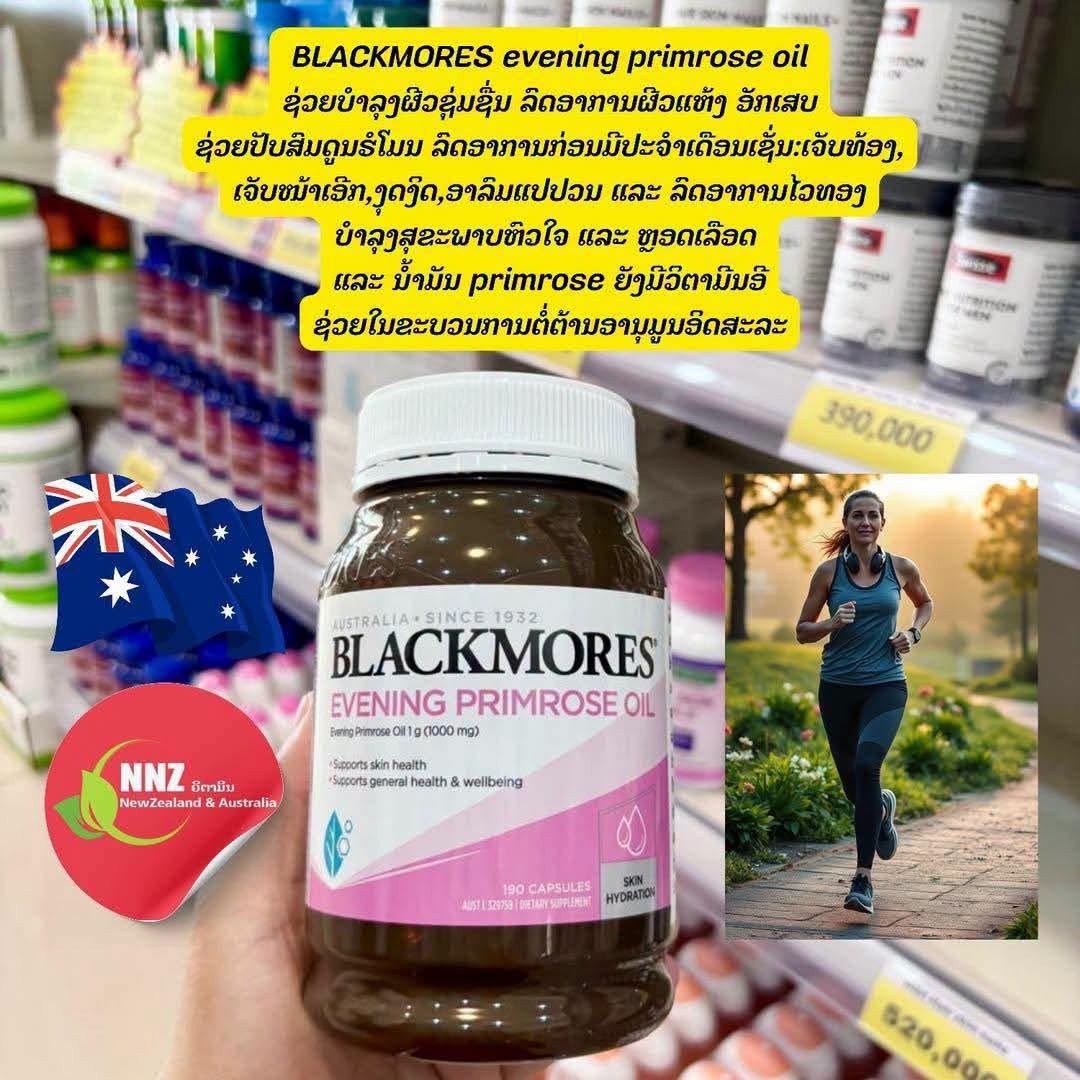 BLACKMORES evening primrose oil
ຊ່ວຍບຳລຸງຜີວຊຸ່ມຊື່ນ ລົດອາການຜີວແຫ້ງ ອັກເສບ
ຊ່ວຍປັບສົມດູນຮໍໂມນ ລົດອາການກ່ອນມີປະຈຳເດືອນເຊັ່ນ:ເຈັບທ້ອງ,
ເຈັບໜ້າເອີກ,ງຸດງິດ,ອາລົມແປປວນ ແລະ ລົດອາການໄວທອງ
ບຳລຸງສຸຂະພາບຫົວໃຈ ແລະ ຫຼອດເລືອດ
ແລະ ນ້ຳມັນ primrose ຍັງມີວິຕາມີນອີ
ຊ່ວຍໃນຂະບວນການຕໍ່ຕ້ານອານຸມູນອິດສະລະ
390,000
AUSTRALIA • SINCE 1932
BLACKMORES®
EVENING PRIMROSE OIL
Evening Primrose Oil 1 g (1000 mg)
• Supports skin health
• Supports general health & wellbeing
SKIN
HYDRATION
190 CAPSULES
AUST L 329759 | DIETARY SUPPLEMENT
NNZ ວິຕາມິນ
NewZealand & Australia
520,000